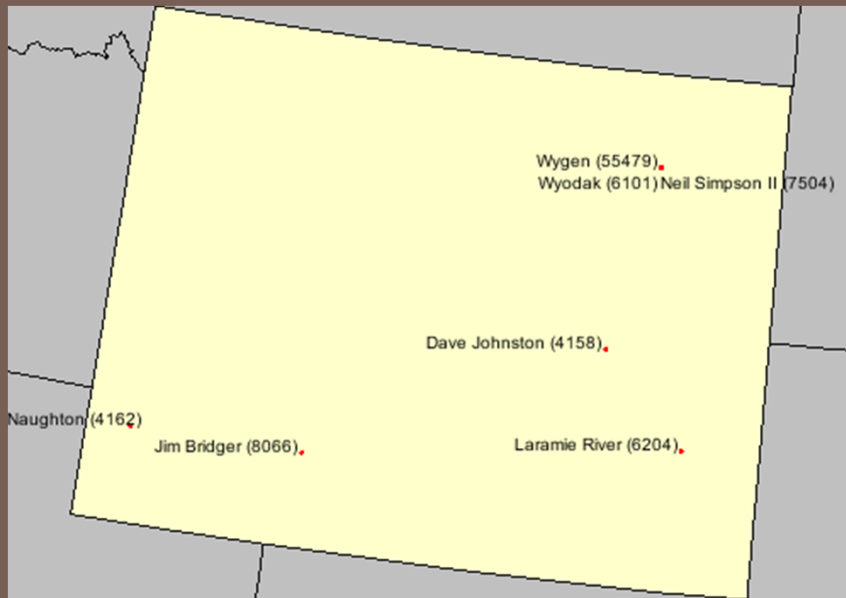 Wygen (55479)
Wyodak (6101) Neil Simpson II (7504)
Dave Johnston (4158)
Naughton (4162)
Jim Bridger (8066)
Laramie River (6204)